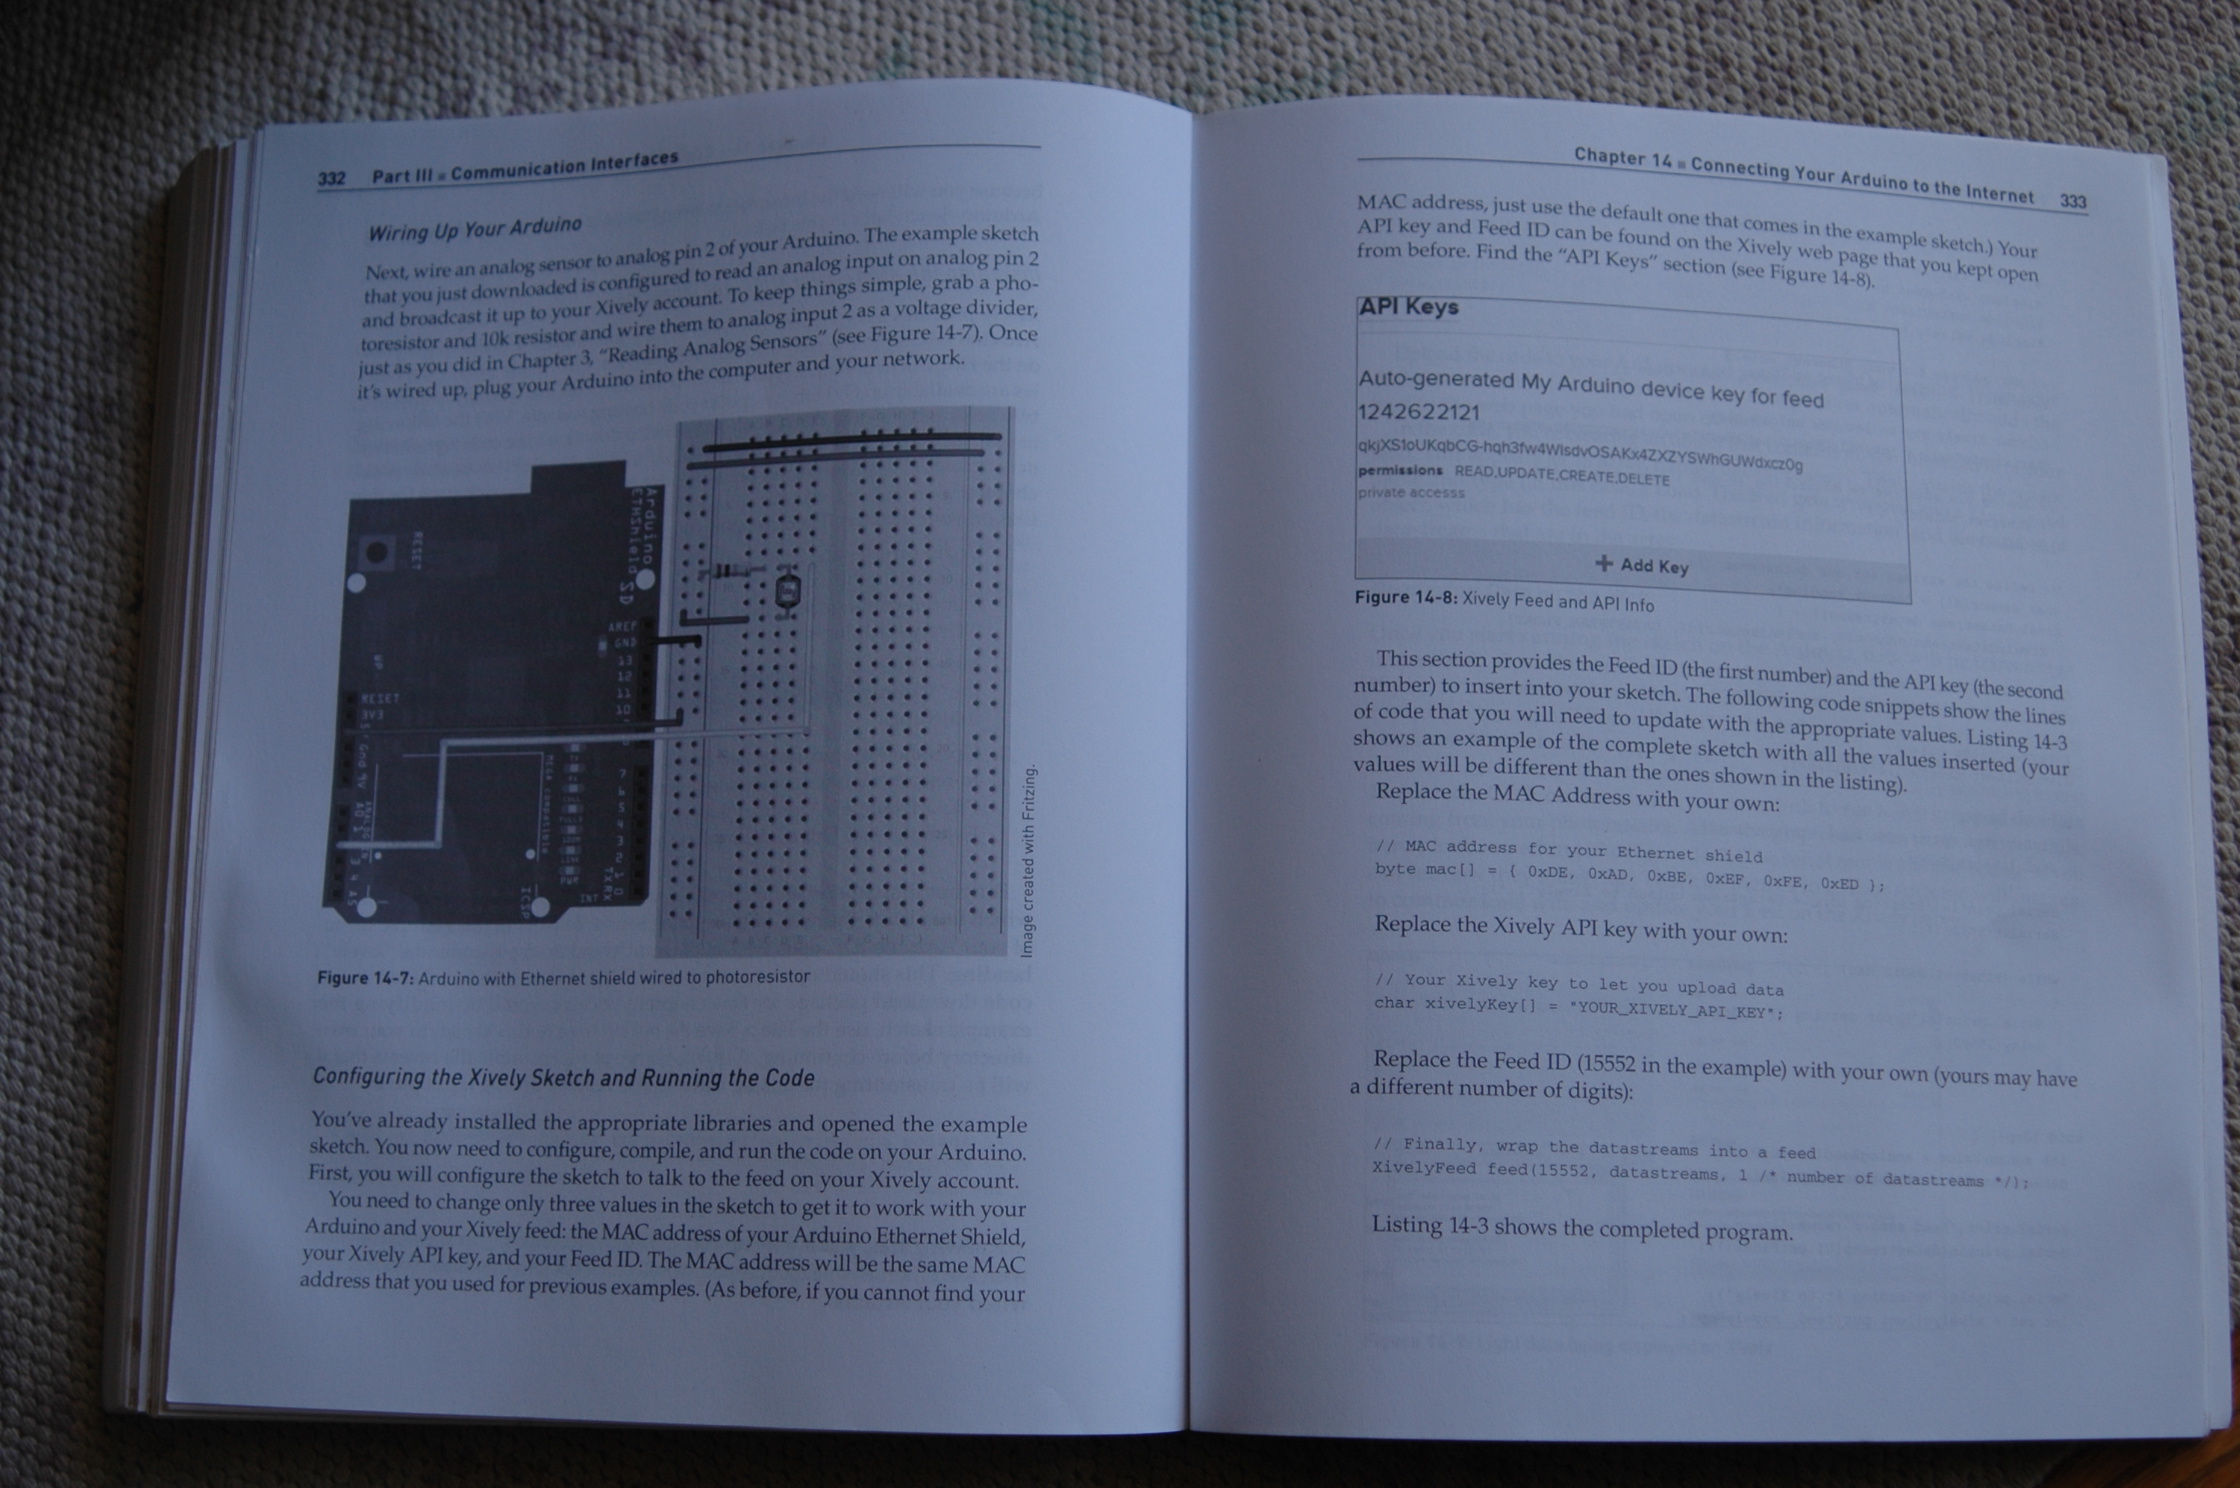 332 Part III ■ Communication Interfaces
Wiring Up Your Arduino
Next, wire an analog sensor to analog pin 2 of your Arduino. The example sketch
that you just downloaded is configured to read an analog input on analog pin 2
and broadcast it up to your Xively account. To keep things simple, grab a pho-
toresistor and 10k resistor and wire them to analog input 2 as a voltage divider,
just as you did in Chapter 3, "Reading Analog Sensors" (see Figure 14-7). Once
it's wired up, plug your Arduino into the computer and your network.
Arduino
ETHShield
SD
RESET
AREF
GND
13
12
11
10
7
6
5
4
3
2
1
0
TX RX
INT
ICSP
MEGA compatible
RESET
3V3
Gnd 9V
3 4 A5
Image created with Fritzing.
Figure 14-7: Arduino with Ethernet shield wired to photoresistor
Configuring the Xively Sketch and Running the Code
You've already installed the appropriate libraries and opened the example
sketch. You now need to configure, compile, and run the code on your Arduino.
First, you will configure the sketch to talk to the feed on your Xively account.
You need to change only three values in the sketch to get it to work with your
Arduino and your Xively feed: the MAC address of your Arduino Ethernet Shield,
your Xively API key, and your Feed ID. The MAC address will be the same MAC
address that you used for previous examples. (As before, if you cannot find your
Chapter 14 ■ Connecting Your Arduino to the Internet 333
MAC address, just use the default one that comes in the example sketch.) Your
API key and Feed ID can be found on the Xively web page that you kept open
from before. Find the "API Keys" section (see Figure 14-8).
API Keys
Auto-generated My Arduino device key for feed
1242622121
permissions READ,UPDATE,CREATE,DELETE
private accesss
+ Add Key
Figure 14-8: Xively Feed and API Info
This section provides the Feed ID (the first number) and the API key (the second
number) to insert into your sketch. The following code snippets show the lines
of code that you will need to update with the appropriate values. Listing 14-3
shows an example of the complete sketch with all the values inserted (your
values will be different than the ones shown in the listing).
Replace the MAC Address with your own:
// MAC address for your Ethernet shield
byte mac[] = { 0xDE, 0xAD, 0xBE, 0xEF, 0xFE, 0xED };
Replace the Xively API key with your own:
// Your Xively key to let you upload data
char xivelyKey[] = "YOUR_XIVELY_API_KEY";
Replace the Feed ID (15552 in the example) with your own (yours may have
a different number of digits):
// Finally, wrap the datastreams into a feed
XivelyFeed feed(15552, datastreams, 1 /* number of datastreams */);
Listing 14-3 shows the completed program.